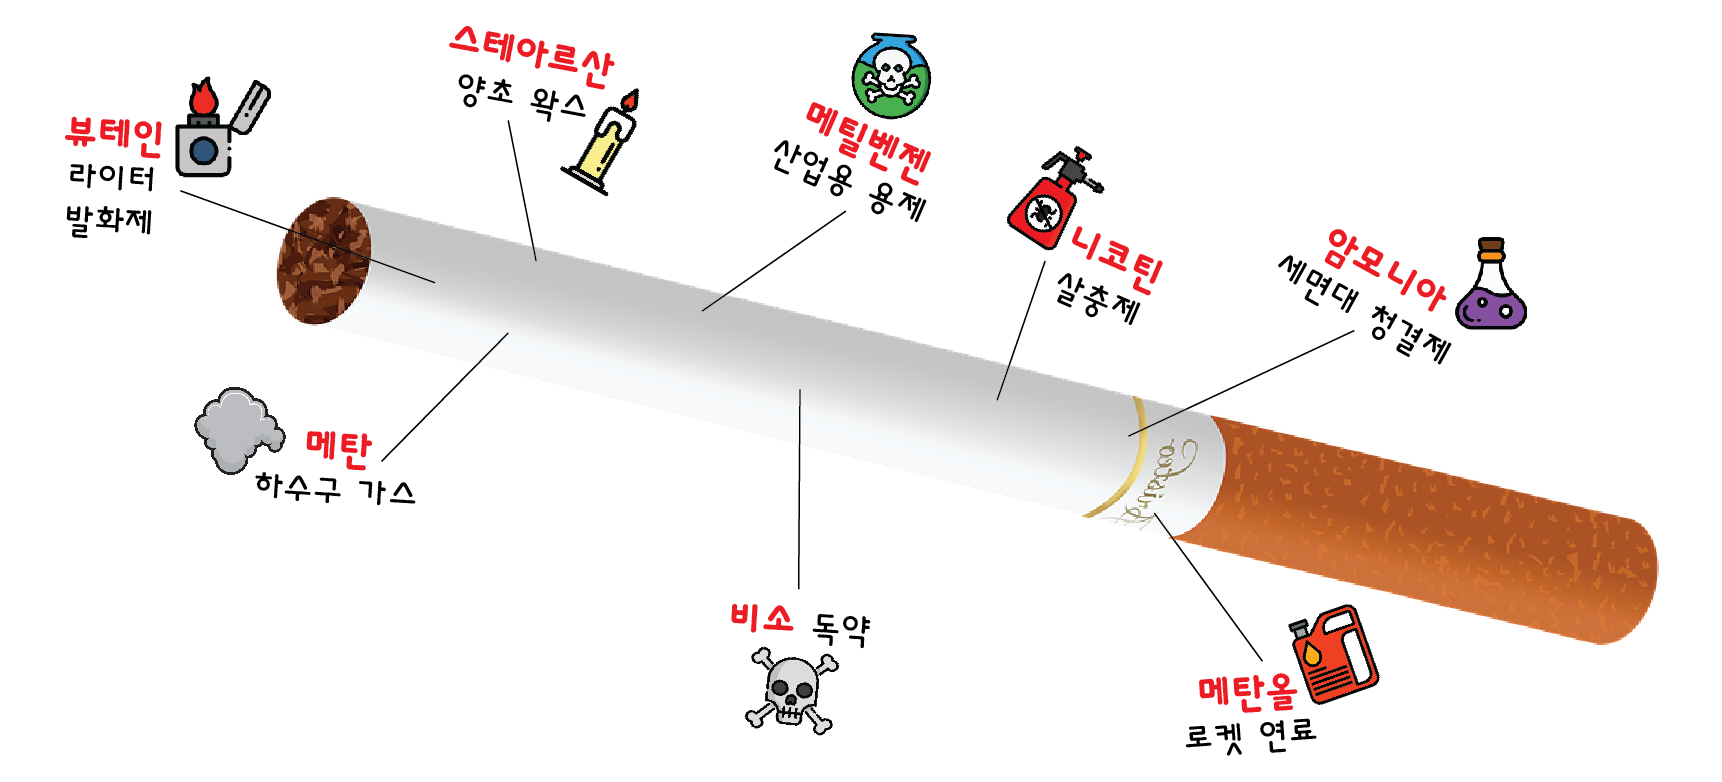 스테아르산
양초 왁스
뷰테인
라이터
발화제
메틸벤젠
산업용 용제
니코틴
살충제
암모니아
세면대 청결제
메탄
하수구 가스
비소 독약
메탄올
로켓 연료